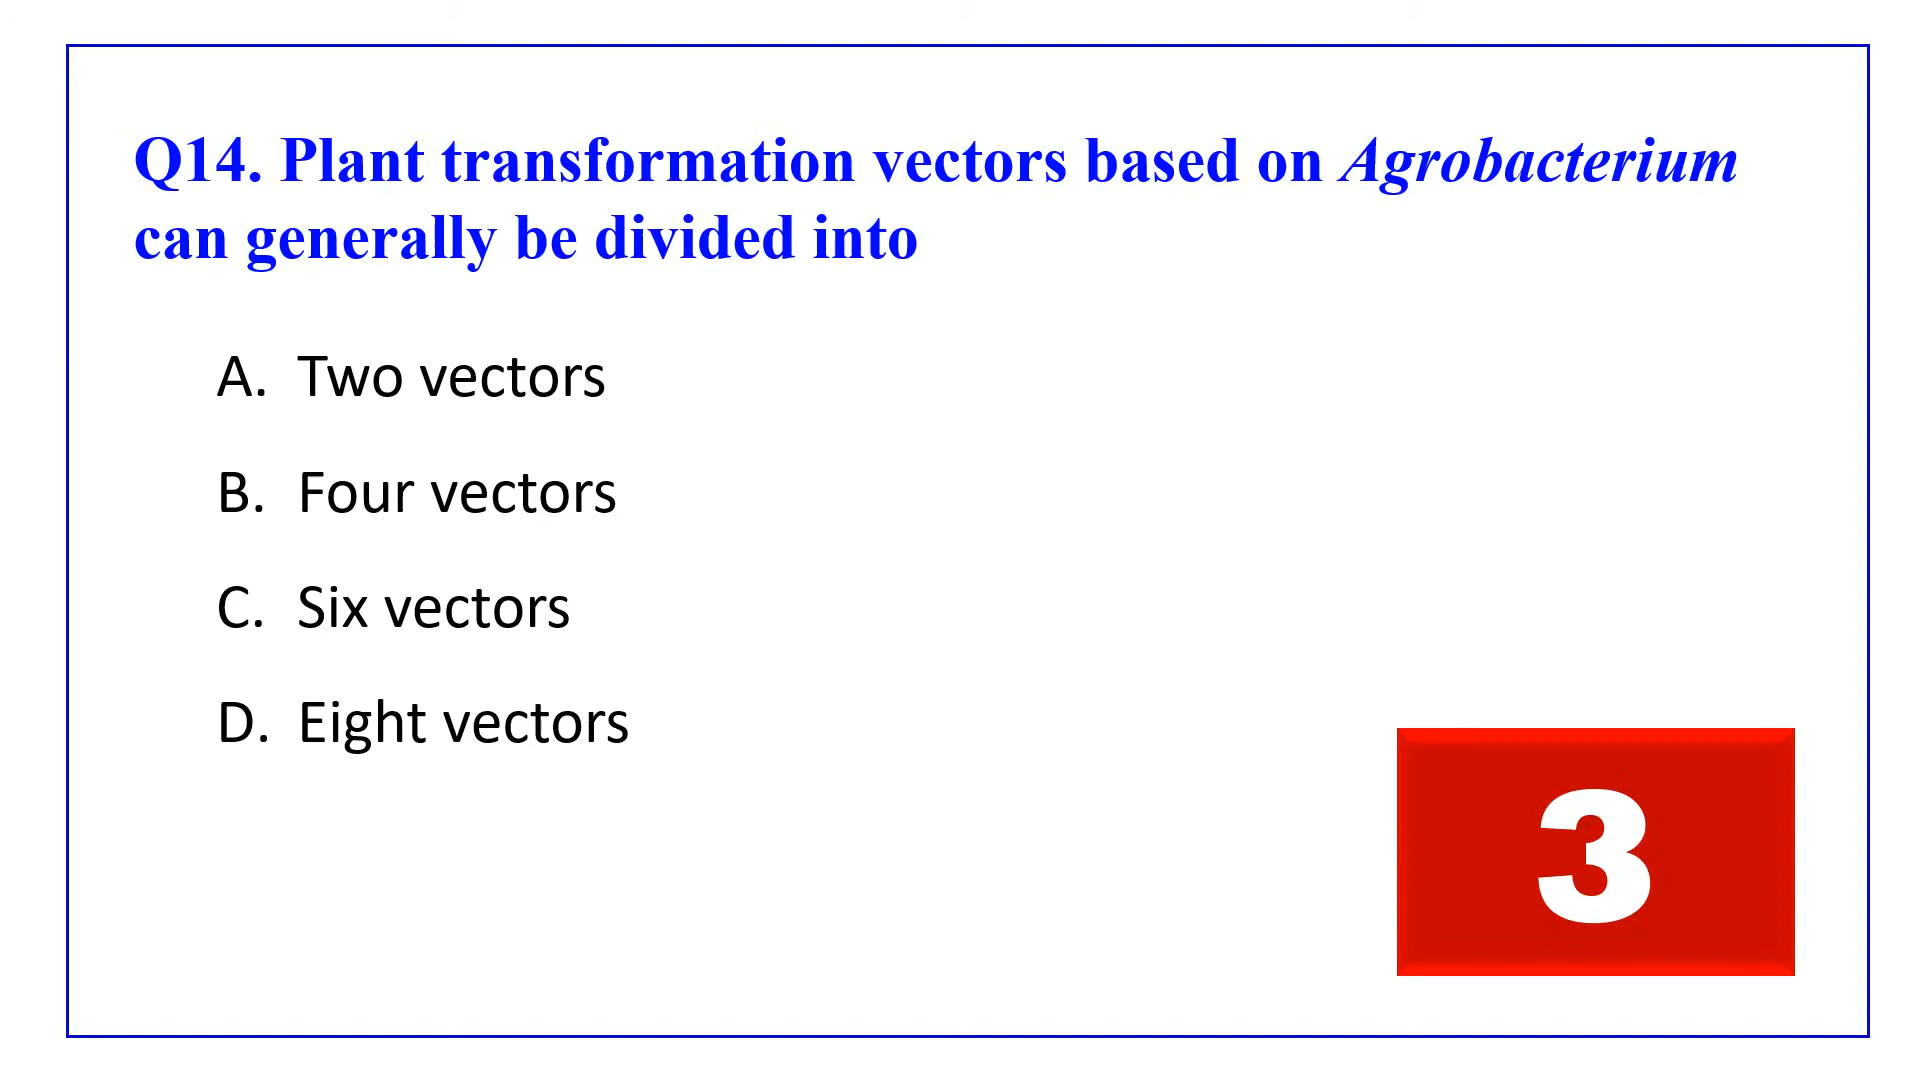 Q14. Plant transformation vectors based on Agrobacterium
can generally be divided into
A. Two vectors
B. Four vectors
C. Six vectors
D. Eight vectors
3